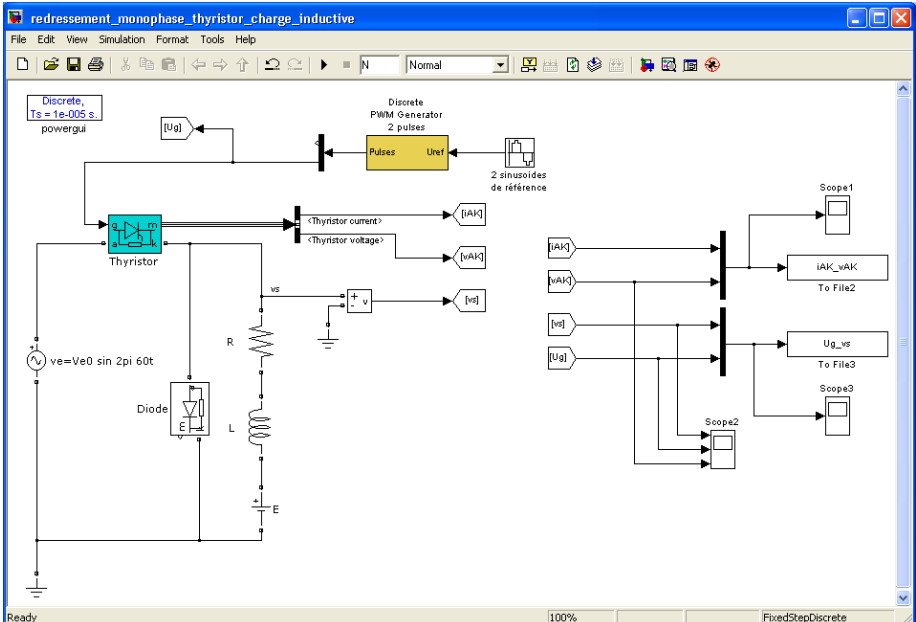 redressement_monophase_thyristor_charge_inductive
File Edit View Simulation Format Tools Help
N Normal
Discrete,
Ts = 1e-005 s.
powergui
[Ug]
Discrete
PWM Generator
2 pulses
Pulses Uref
2 sinusoides
de référence
g m
a k
Thyristor
<Thyristor current>
<Thyristor voltage>
[iAK]
[vAK]
vs
+
-
v
[vs]
R
L
+
E
+
ve=Ve0 sin 2pi 60t
Diode
[iAK]
[vAK]
[vs]
[Ug]
Scope1
iAK_vAK
To File2
Ug_vs
To File3
Scope3
Scope2
Ready 100% FixedStepDiscrete